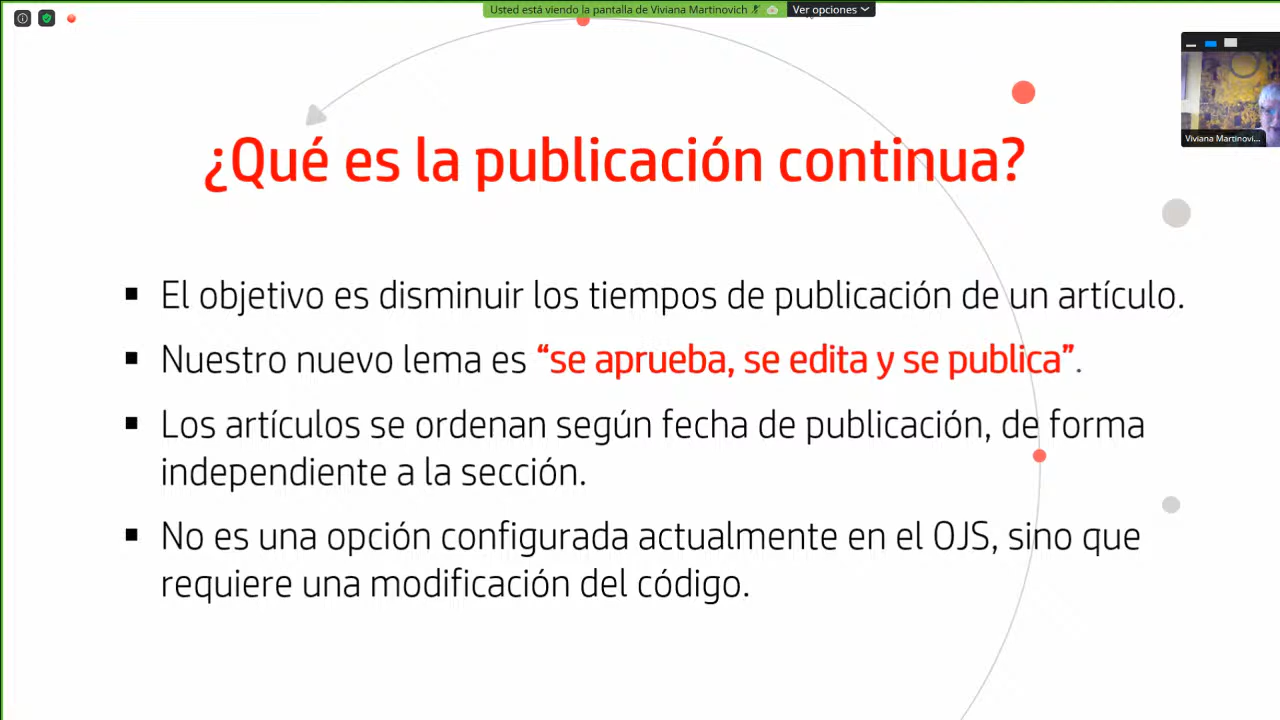 Usted está viendo la pantalla de Viviana Martinovich
Ver opciones
Viviana Martinovi...
¿Qué es la publicación continua?
▪ El objetivo es disminuir los tiempos de publicación de un artículo.
▪ Nuestro nuevo lema es “se aprueba, se edita y se publica”.
▪ Los artículos se ordenan según fecha de publicación, de forma
independiente a la sección.
▪ No es una opción configurada actualmente en el OJS, sino que
requiere una modificación del código.